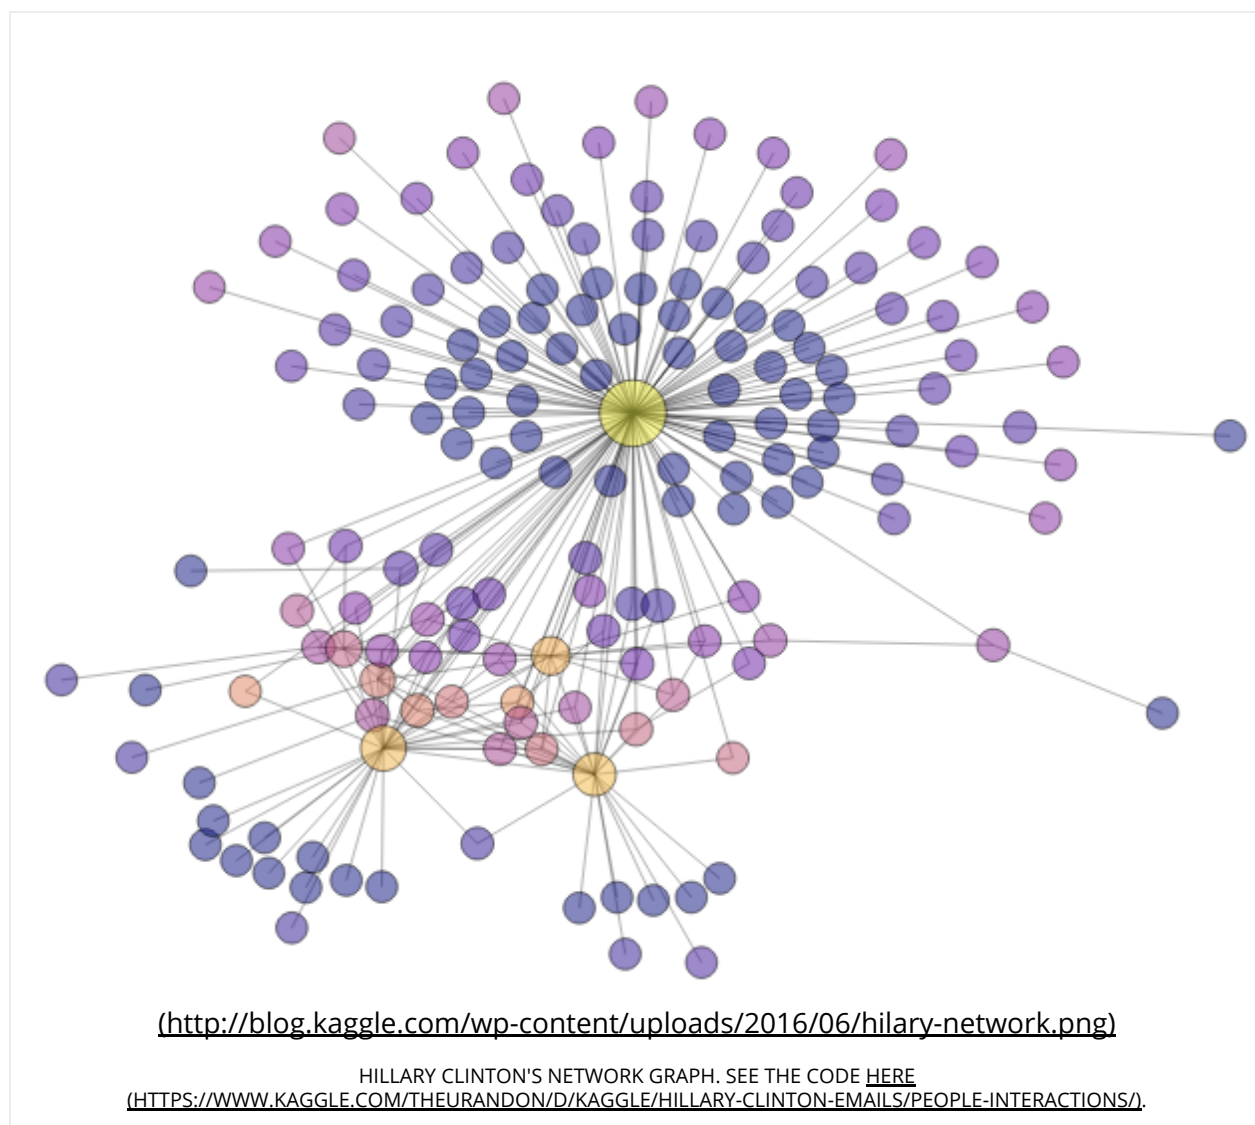 (http://blog.kaggle.com/wp-content/uploads/2016/06/hilary-network.png)
HILLARY CLINTON'S NETWORK GRAPH. SEE THE CODE HERE
(HTTPS://WWW.KAGGLE.COM/THEURANDON/D/KAGGLE/HILLARY-CLINTON-EMAILS/PEOPLE-INTERACTIONS/).